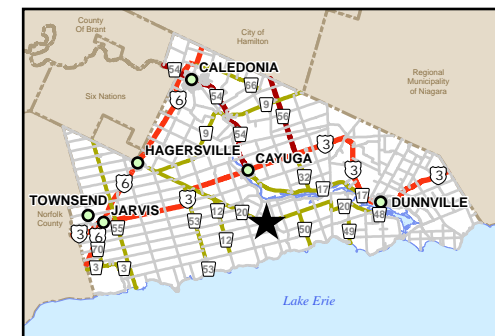 County
Of Brant
City of
Hamilton
CALEDONIA
54
66
Regional
Municipality
of Niagara
6
54
9
Six Nations
56
9
54
3
HAGERSVILLE
CAYUGA
3
3
6
32
17
17
TOWNSEND
3
DUNNVILLE
Norfolk
County
JARVIS
53
12
20
20
48
3
6
55
12
50
49
70
3
3
53
Lake Erie